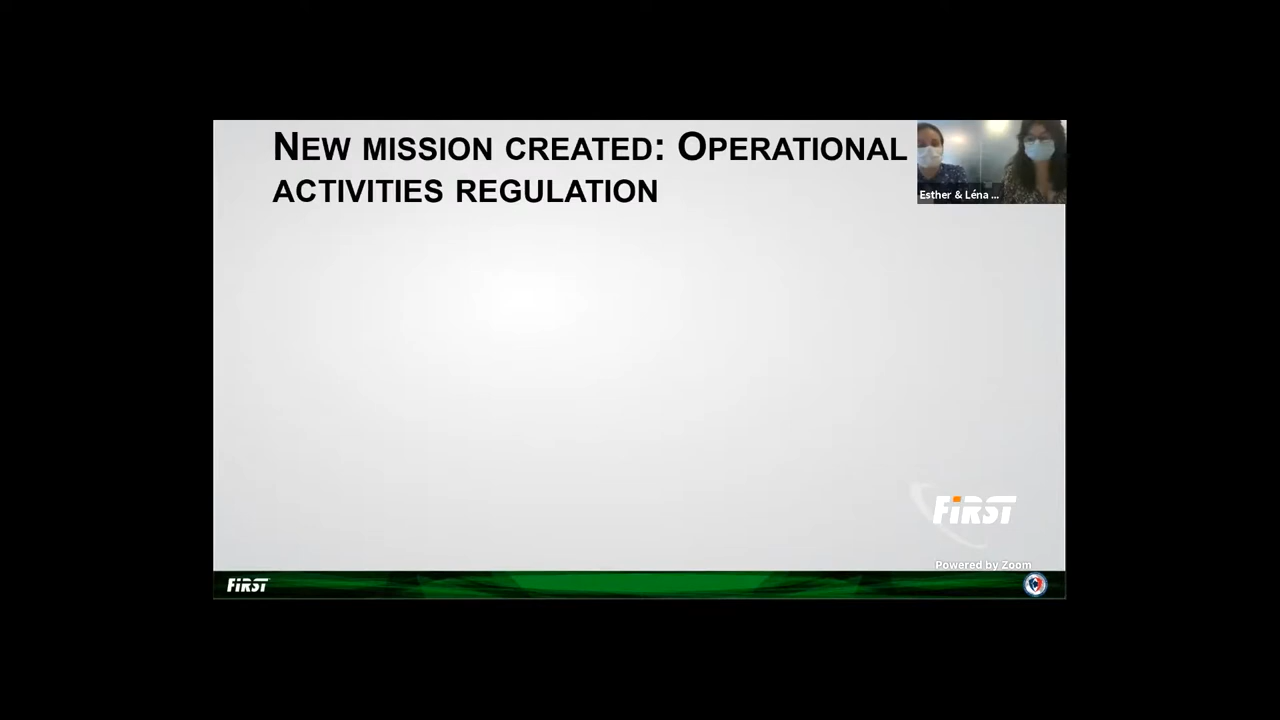 NEW MISSION CREATED: OPERATIONAL
ACTIVITIES REGULATION
Esther & Léna ...
FiRST
Powered by Zoom
FiRST